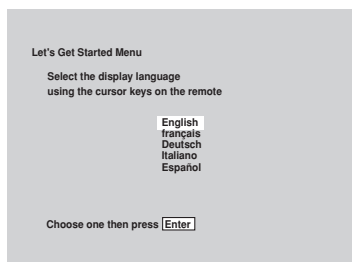 Let's Get Started Menu
Select the display language
using the cursor keys on the remote
English
français
Deutsch
Italiano
Español
Choose one then press Enter